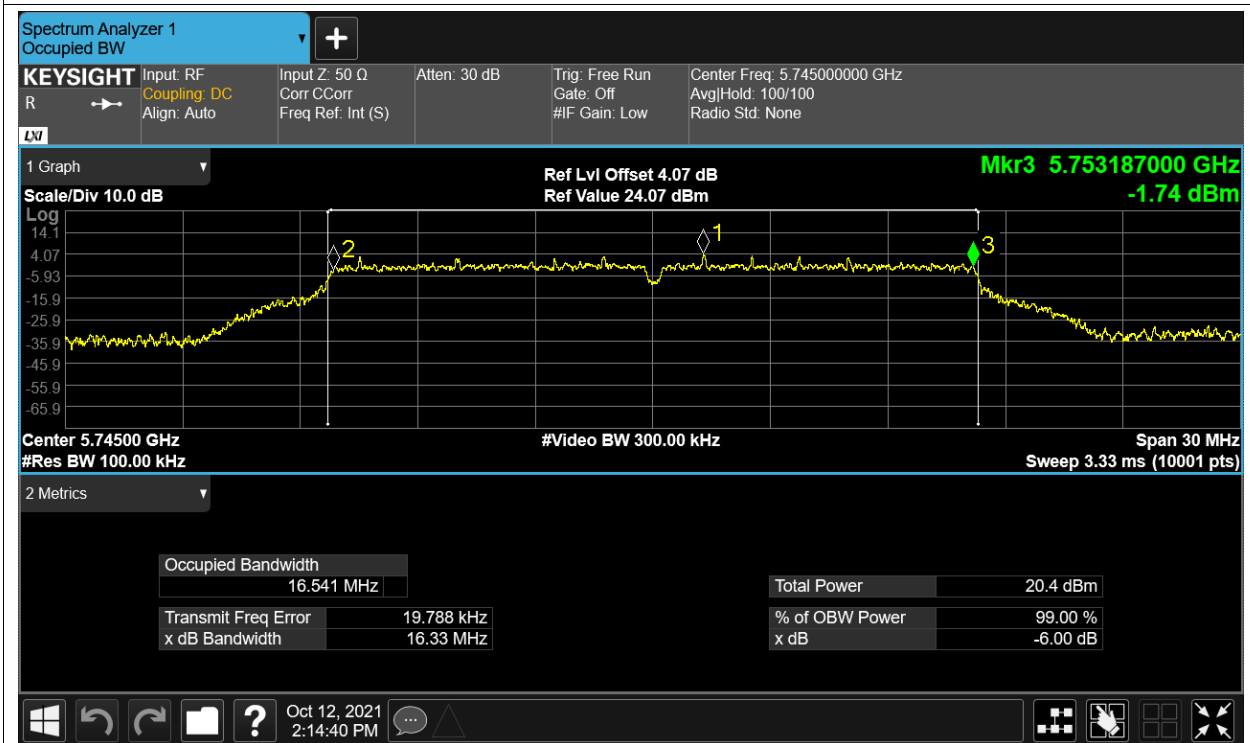 Spectrum Analyzer 1
Occupied BW
KEYSIGHT
R
LXI
Input: RF
Coupling: DC
Align: Auto
Input Z: 50 Ω
Corr CCorr
Freq Ref: Int (S)
Atten: 30 dB
Trig: Free Run
Gate: Off
#IF Gain: Low
Center Freq: 5.745000000 GHz
Avg|Hold: 100/100
Radio Std: None
1 Graph
Scale/Div 10.0 dB
Ref Lvl Offset 4.07 dB
Ref Value 24.07 dBm
Mkr3 5.753187000 GHz
-1.74 dBm
Log
14.1
4.07
-5.93
-15.9
-25.9
-35.9
-45.9
-55.9
-65.9
2
1
3
Center 5.74500 GHz
#Res BW 100.00 kHz
#Video BW 300.00 kHz
Span 30 MHz
Sweep 3.33 ms (10001 pts)
2 Metrics
Occupied Bandwidth
16.541 MHz
Transmit Freq Error 19.788 kHz
x dB Bandwidth 16.33 MHz
Total Power 20.4 dBm
% of OBW Power 99.00 %
x dB -6.00 dB
?
Oct 12, 2021
2:14:40 PM